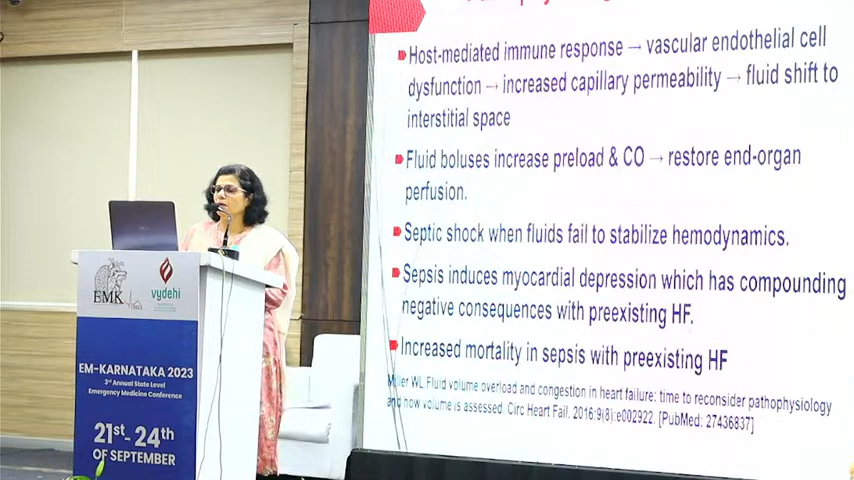 Host-mediated immune response → vascular endothelial cell
dysfunction → increased capillary permeability → fluid shift to
interstitial space
Fluid boluses increase preload & CO → restore end-organ
perfusion.
Septic shock when fluids fail to stabilize hemodynamics.
Sepsis induces myocardial depression which has compounding
negative consequences with preexisting HF.
Increased mortality in sepsis with preexisting HF
Miller WL Fluid volume overload and congestion in heart failure: time to reconsider pathophysiology
and how volume is assessed. Circ Heart Fail. 2016;9(8):e002922. [PubMed: 27436837]
EMK
2023
vydehi
EM-KARNATAKA 2023
3rd Annual State Level
Emergency Medicine Conference
21st - 24th
OF SEPTEMBER